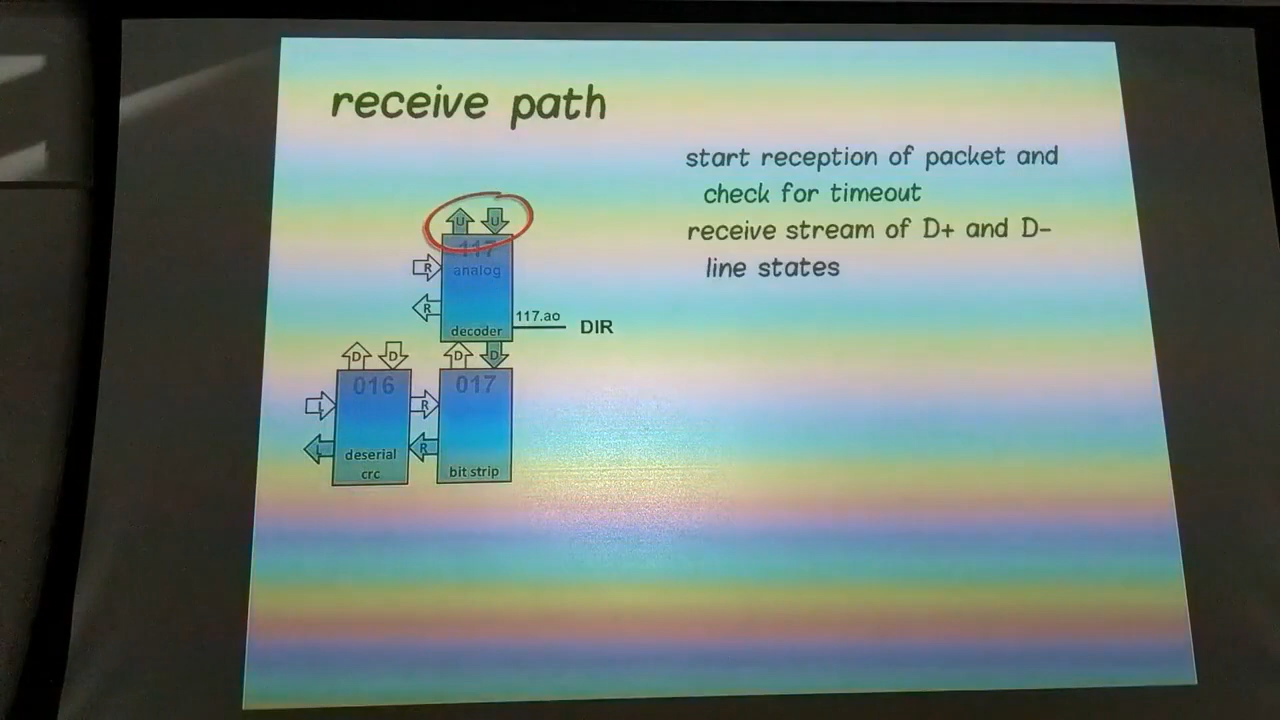 receive path
start reception of packet and
check for timeout
receive stream of D+ and D-
line states
U U
117
analog
R
R
decoder
117.ao
DIR
D D D D
016 017
L R
L R
deserial
crc
bit strip